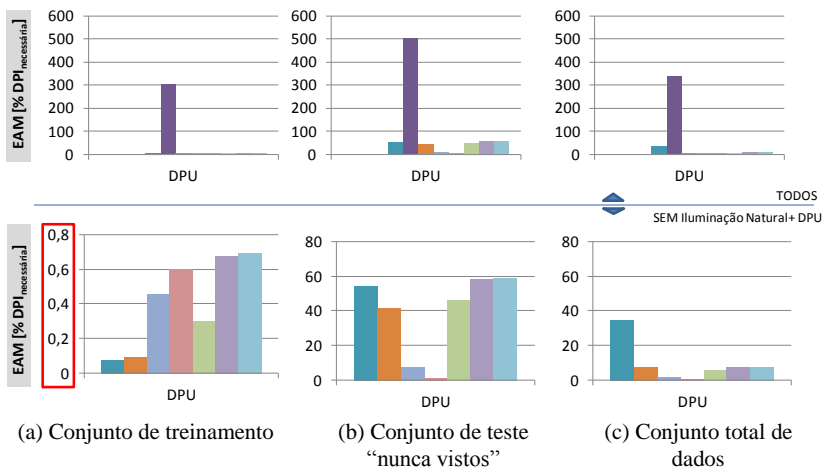 600
500
400
300
200
100
0
EAM [% DPInecessária]
DPU
600
500
400
300
200
100
0
DPU
600
500
400
300
200
100
0
DPU
TODOS
SEM Iluminação Natural+ DPU
0,8
0,6
0,4
0,2
0
EAM [% DPInecessária]
DPU
80
60
40
20
0
DPU
80
60
40
20
0
DPU
(a) Conjunto de treinamento
(b) Conjunto de teste
“nunca vistos”
(c) Conjunto total de
dados